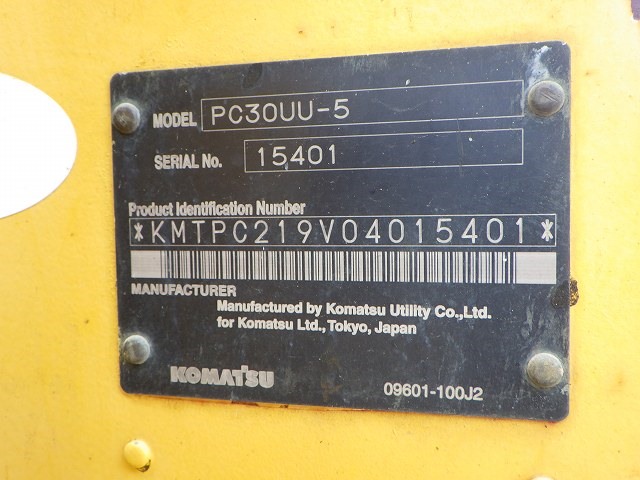 MODEL PC30UU-5
SERIAL No. 15401
Product Identification Number
*KMTPC219V04015401*
MANUFACTURER
Manufactured by Komatsu Utility Co.,Ltd.
for Komatsu Ltd., Tokyo, Japan
KOMATSU
09601-100J2